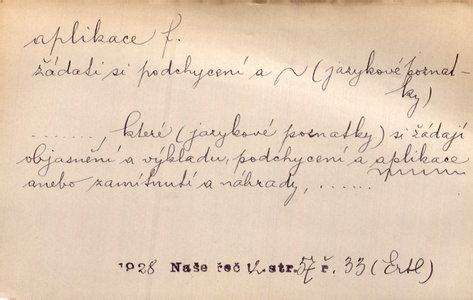 aplikace f.
žádati si podchycení a ~ (jazykové poznat-
ky)
........ které (jazykové poznatky) si žádají
objasnění a výkladu, podchycení a aplikace
anebo zamítnutí a náhrady, ......
1928 Naše řeč 12. str. 57 ř. 33 (Ertl)